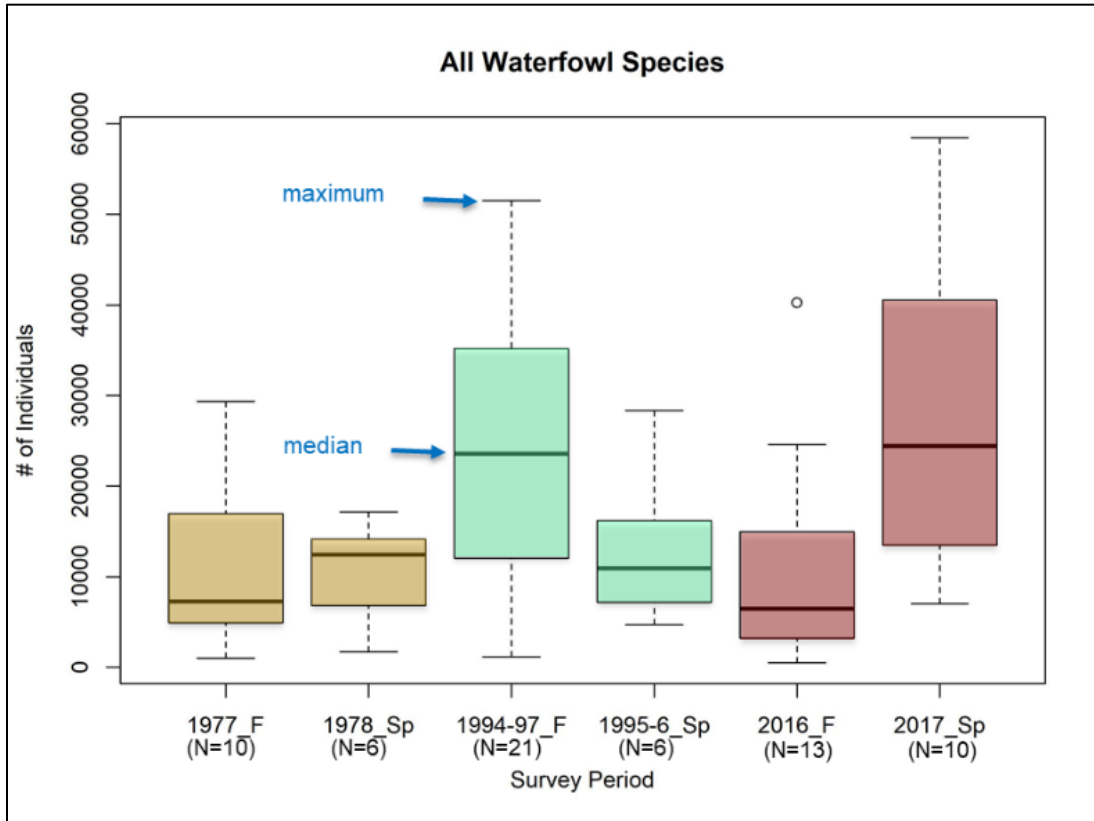 All Waterfowl Species
# of Individuals
60000
50000
40000
30000
20000
10000
0
maximum
median
1977_F 1978_Sp 1994-97_F 1995-6_Sp 2016_F 2017_Sp
(N=10) (N=6) (N=21) (N=6) (N=13) (N=10)
Survey Period